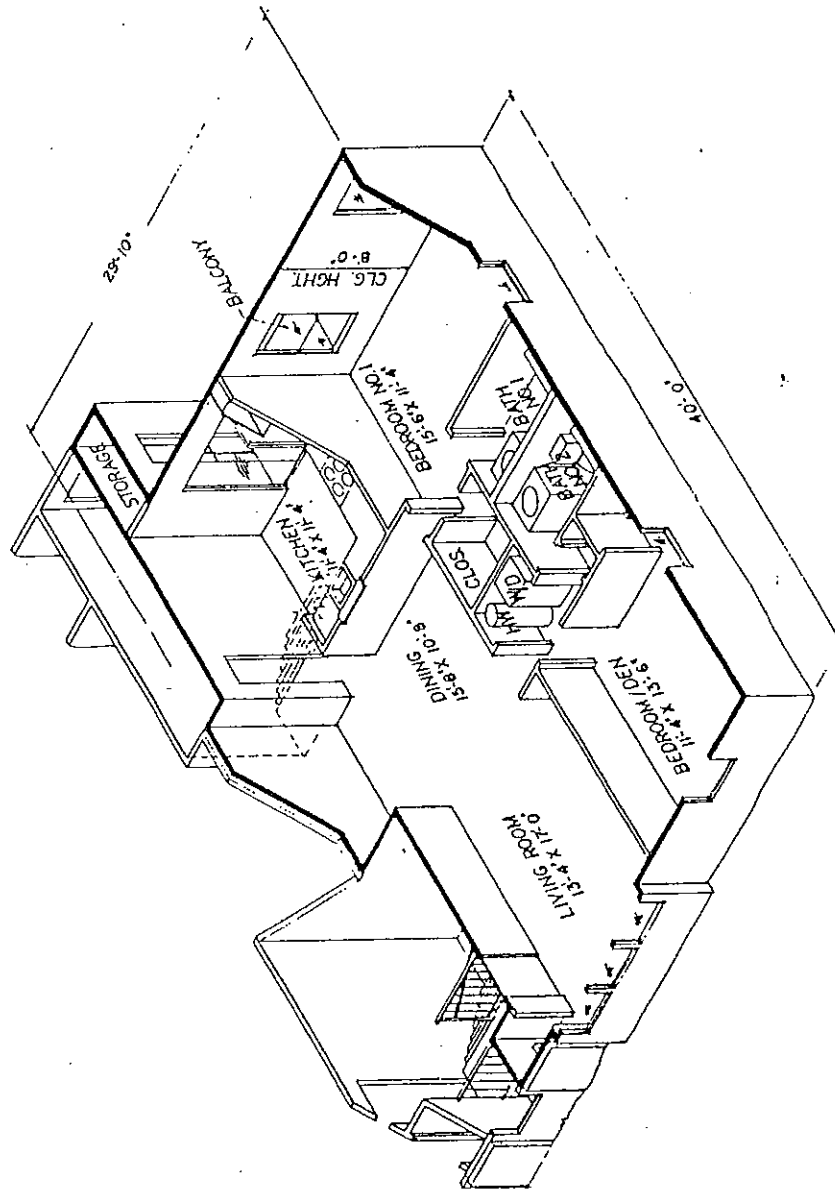 29'-10"
BALCONY
STORAGE
CLG. HGHT.
8'-0"
KITCHEN
11'-4" X 11'-4"
BEDROOM NO.1
15'-6" X 11'-4"
BATH
NO.1
BATH
NO.2
CLOS.
W/D
HW
DINING
15'-8" X 10'-8"
40'-0"
LIVING ROOM
13'-4" X 17'-0"
BEDROOM/DEN
11'-4" X 13'-6"